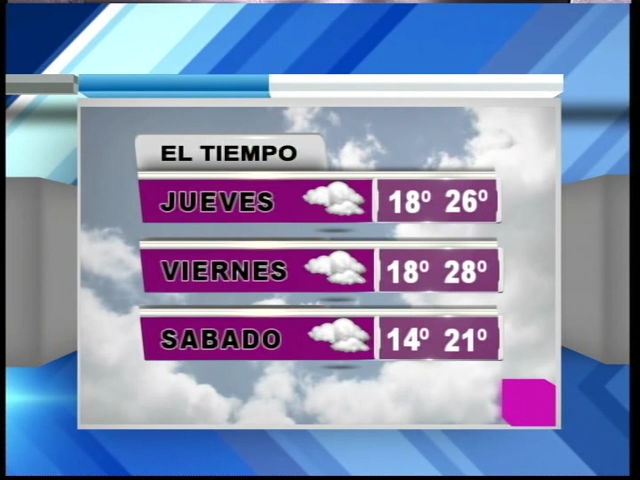 EL TIEMPO
JUEVES 18º 26º
VIERNES 18º 28º
SABADO 14º 21º